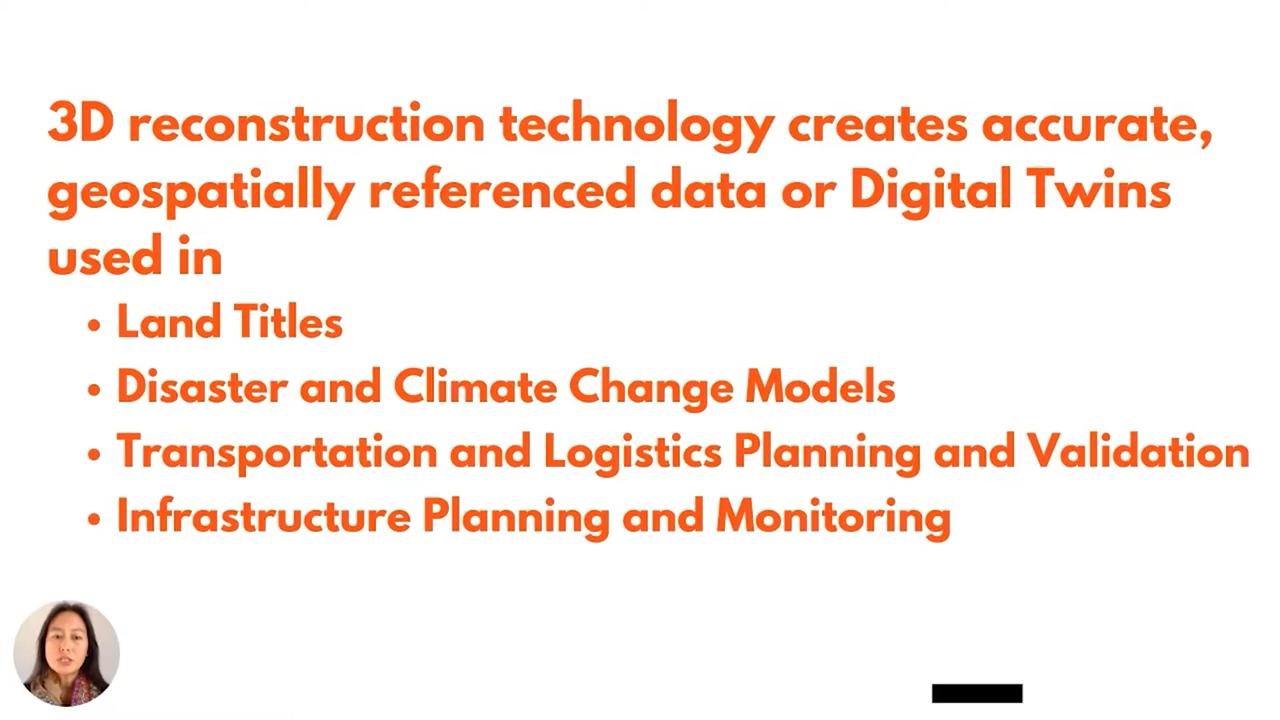 3D reconstruction technology creates accurate,
geospatially referenced data or Digital Twins
used in
• Land Titles
• Disaster and Climate Change Models
• Transportation and Logistics Planning and Validation
• Infrastructure Planning and Monitoring